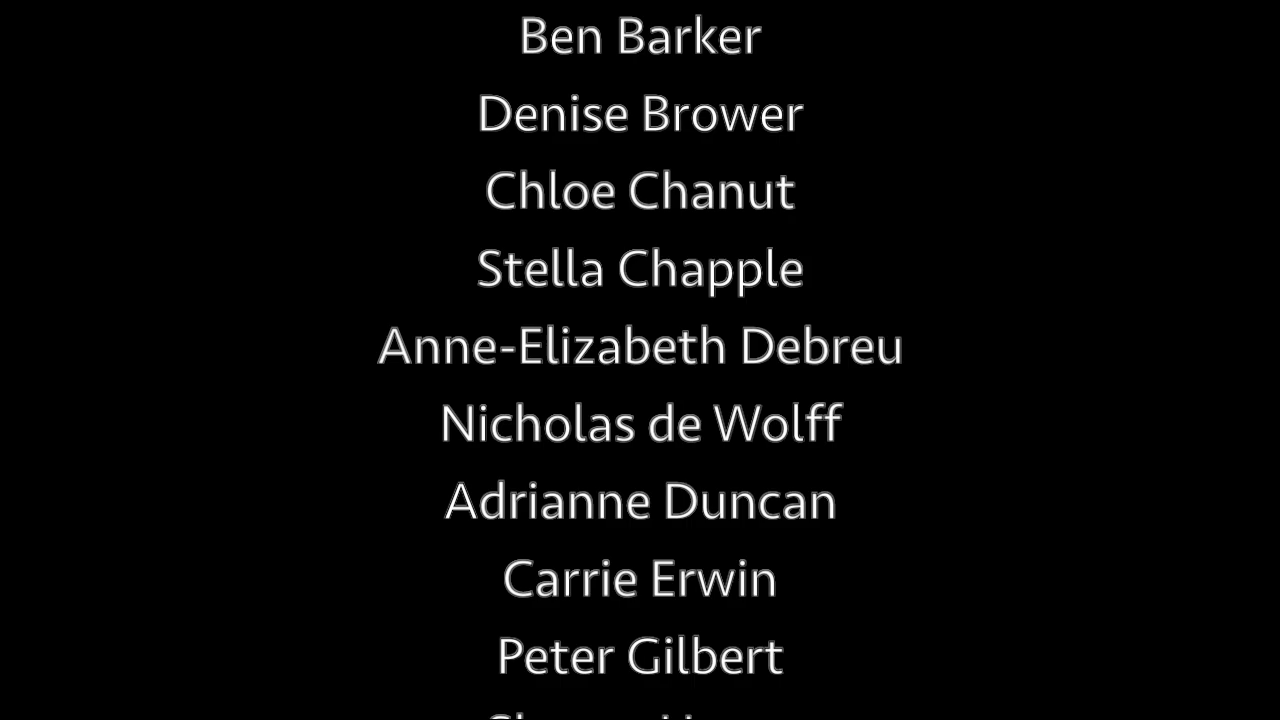 Ben Barker
Denise Brower
Chloe Chanut
Stella Chapple
Anne-Elizabeth Debreu
Nicholas de Wolff
Adrianne Duncan
Carrie Erwin
Peter Gilbert